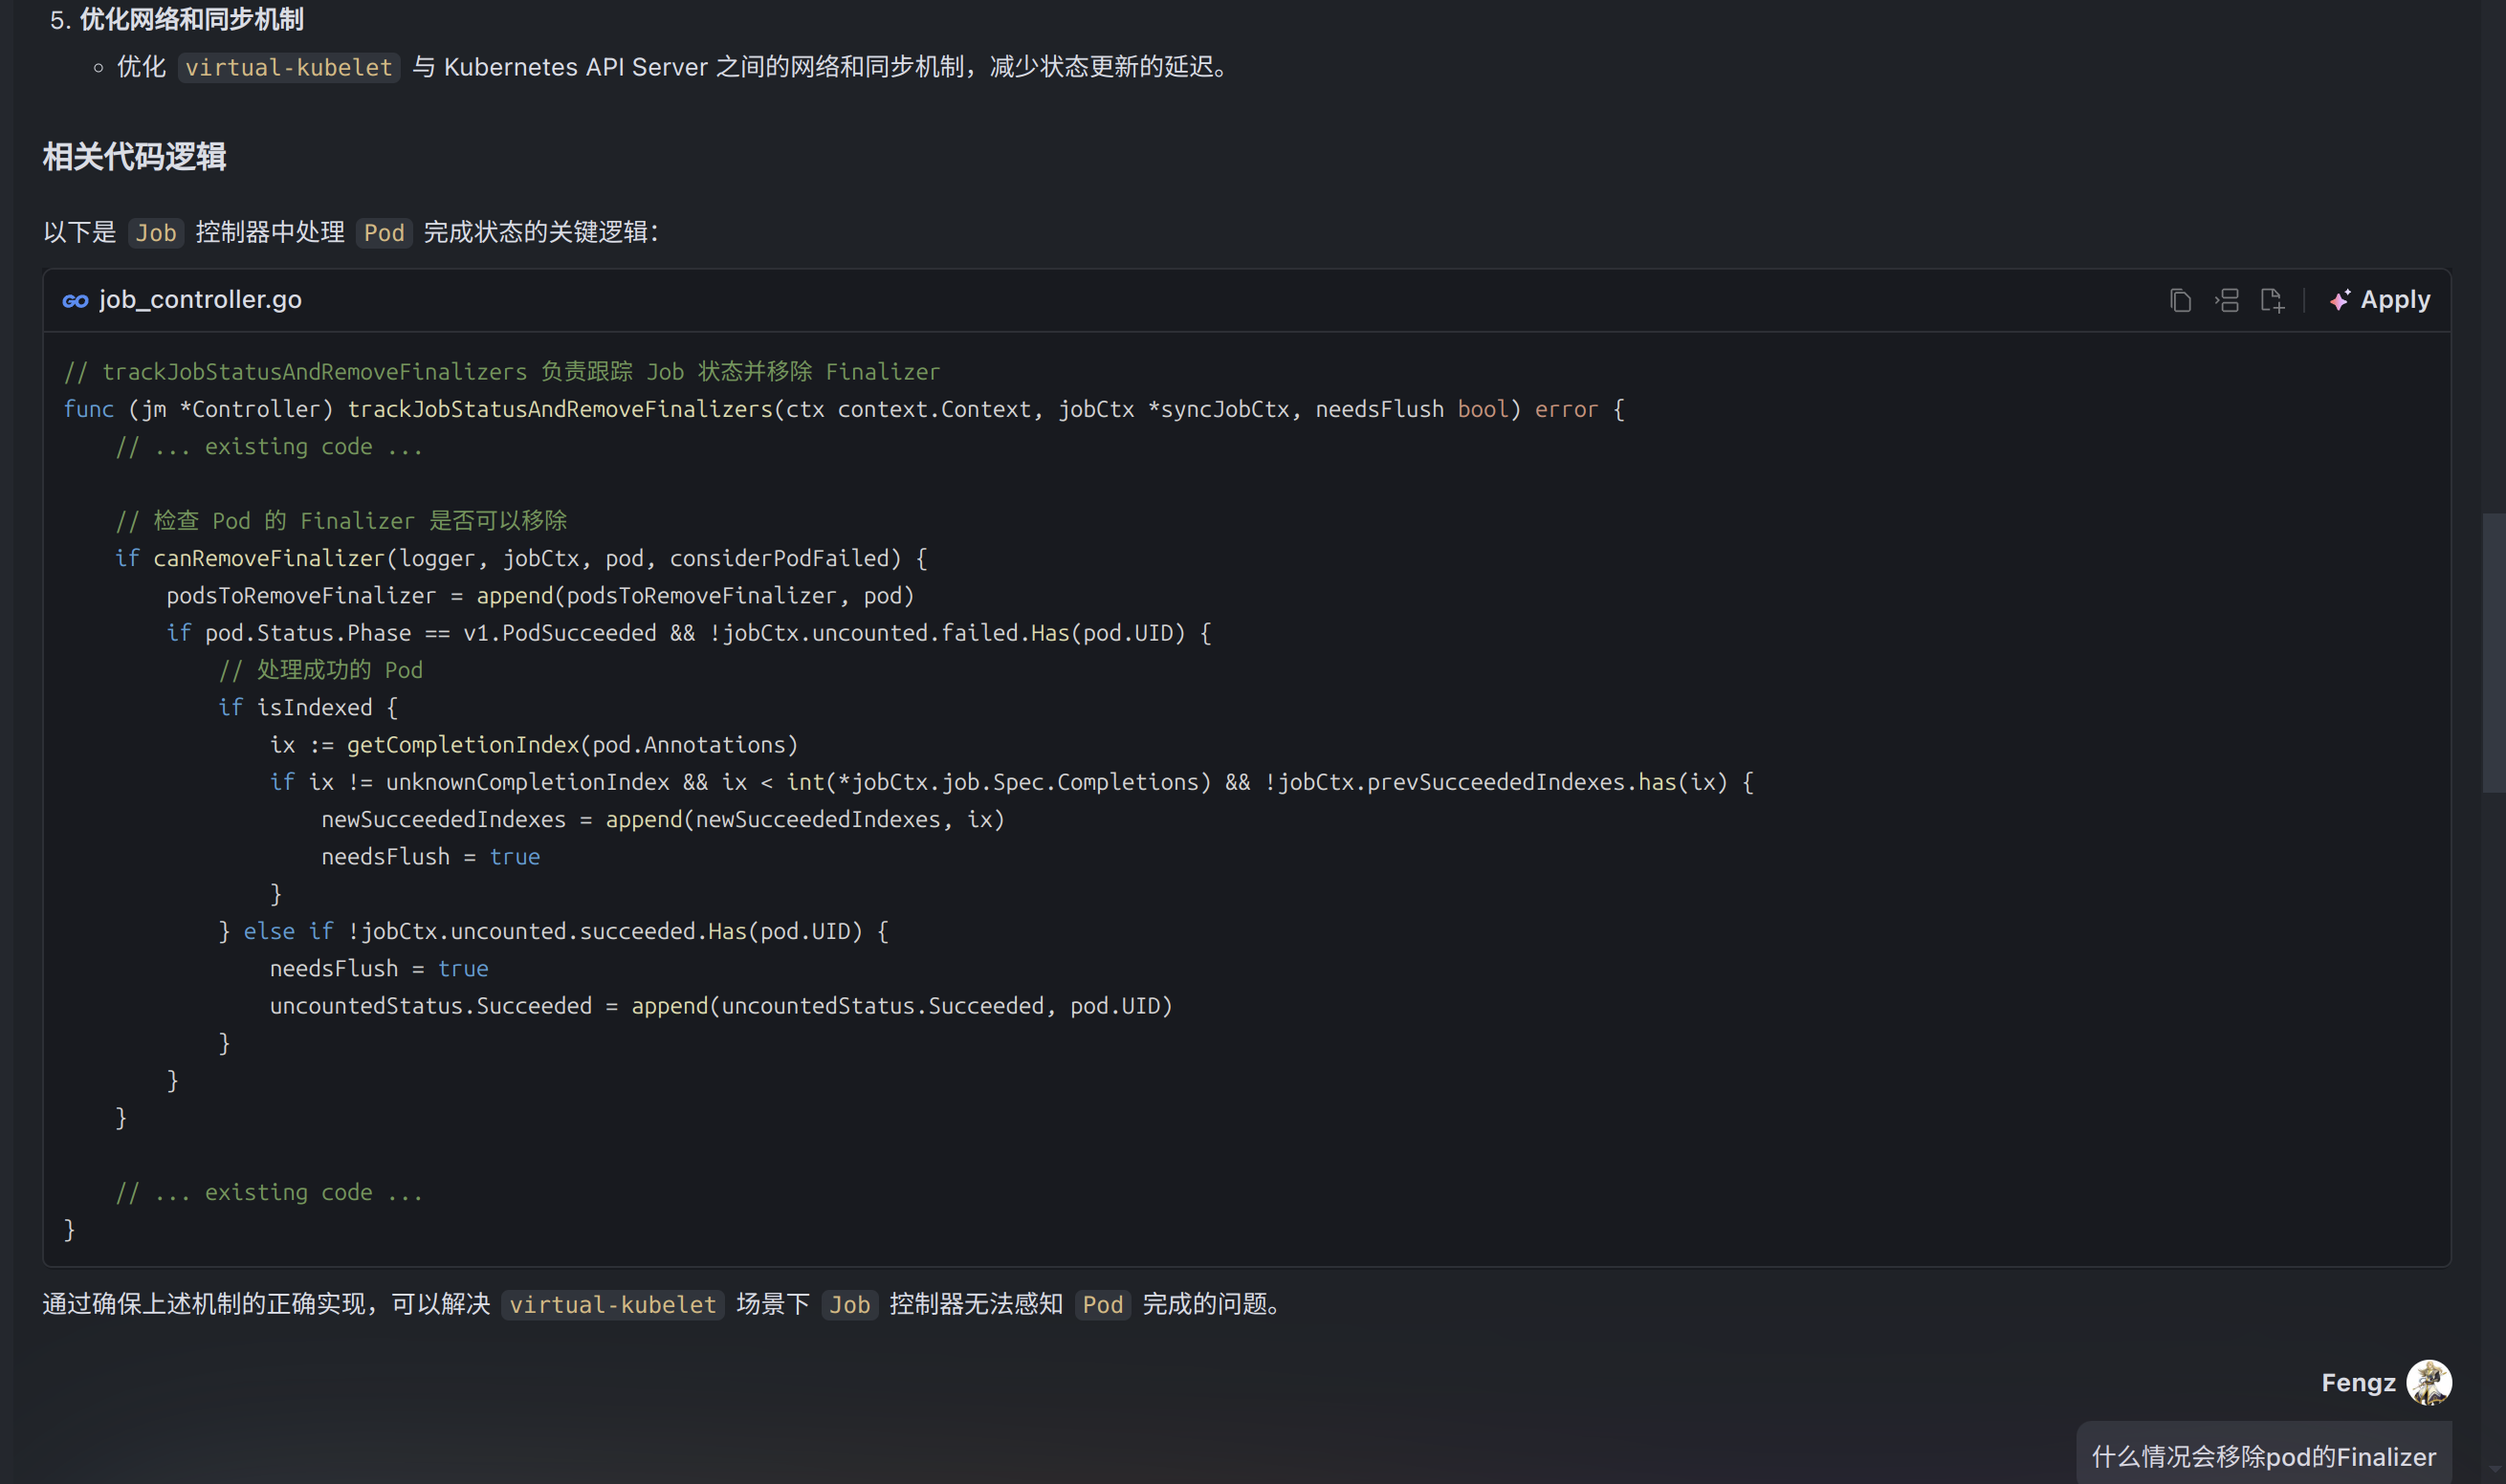 5. 优化网络和同步机制
优化 virtual-kubelet 与 Kubernetes API Server 之间的网络和同步机制，减少状态更新的延迟。
相关代码逻辑
以下是 Job 控制器中处理 Pod 完成状态的关键逻辑：
GO job_controller.go Apply
// trackJobStatusAndRemoveFinalizers 负责跟踪 Job 状态并移除 Finalizer
func (jm *Controller) trackJobStatusAndRemoveFinalizers(ctx context.Context, jobCtx *syncJobCtx, needsFlush bool) error {
    // ... existing code ...

    // 检查 Pod 的 Finalizer 是否可以移除
    if canRemoveFinalizer(logger, jobCtx, pod, considerPodFailed) {
        podsToRemoveFinalizer = append(podsToRemoveFinalizer, pod)
        if pod.Status.Phase == v1.PodSucceeded && !jobCtx.uncounted.failed.Has(pod.UID) {
            // 处理成功的 Pod
            if isIndexed {
                ix := getCompletionIndex(pod.Annotations)
                if ix != unknownCompletionIndex && ix < int(*jobCtx.job.Spec.Completions) && !jobCtx.prevSucceededIndexes.has(ix) {
                    newSucceededIndexes = append(newSucceededIndexes, ix)
                    needsFlush = true
                }
            } else if !jobCtx.uncounted.succeeded.Has(pod.UID) {
                needsFlush = true
                uncountedStatus.Succeeded = append(uncountedStatus.Succeeded, pod.UID)
            }
        }
    }

    // ... existing code ...
}
通过确保上述机制的正确实现，可以解决 virtual-kubelet 场景下 Job 控制器无法感知 Pod 完成的问题。
Fengz
什么情况会移除pod的Finalizer